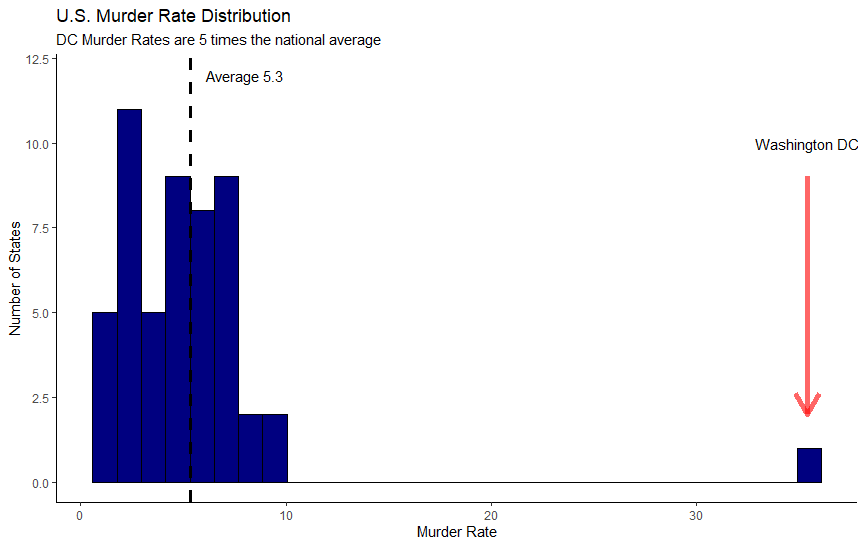 U.S. Murder Rate Distribution
DC Murder Rates are 5 times the national average
12.5
Average 5.3
10.0
Washington DC
7.5
Number of States
5.0
2.5
0.0
0
10
20
30
Murder Rate